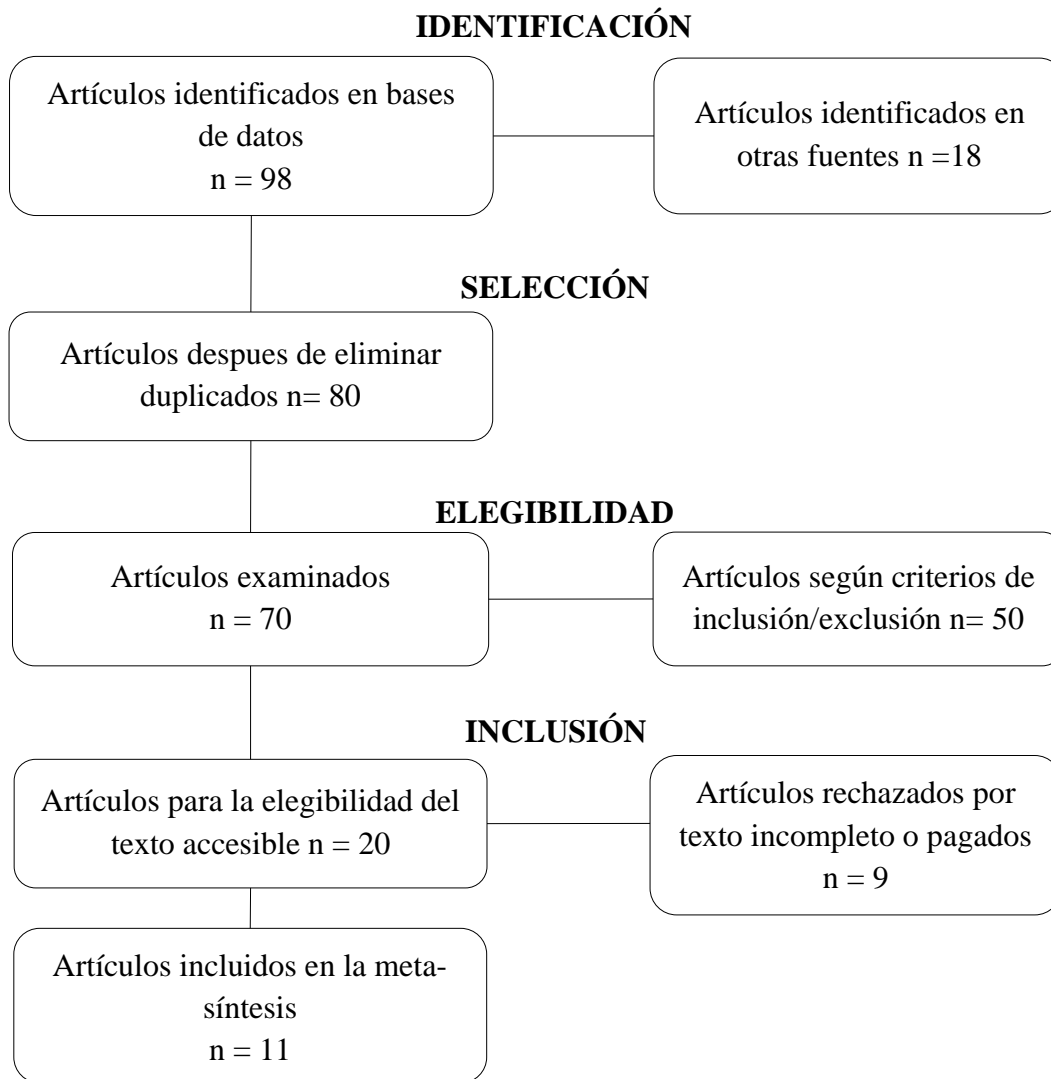 IDENTIFICACIÓN
Artículos identificados en bases
de datos
n = 98
Artículos identificados en
otras fuentes n =18
SELECCIÓN
Artículos despues de eliminar
duplicados n= 80
ELEGIBILIDAD
Artículos examinados
n = 70
Artículos según criterios de
inclusión/exclusión n= 50
INCLUSIÓN
Artículos para la elegibilidad del
texto accesible n = 20
Artículos rechazados por
texto incompleto o pagados
n = 9
Artículos incluidos en la meta-
síntesis
n = 11